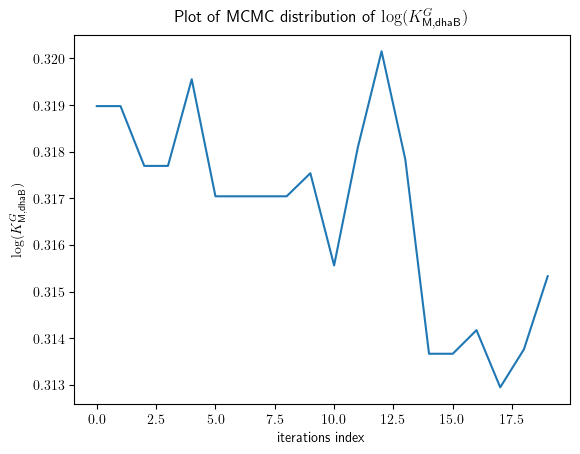 Plot of MCMC distribution of log(K^G_M,dhaB)
0.320
0.319
0.318
0.317
0.316
0.315
0.314
0.313
log(K^G_M,dhaB)
0.0 2.5 5.0 7.5 10.0 12.5 15.0 17.5
iterations index